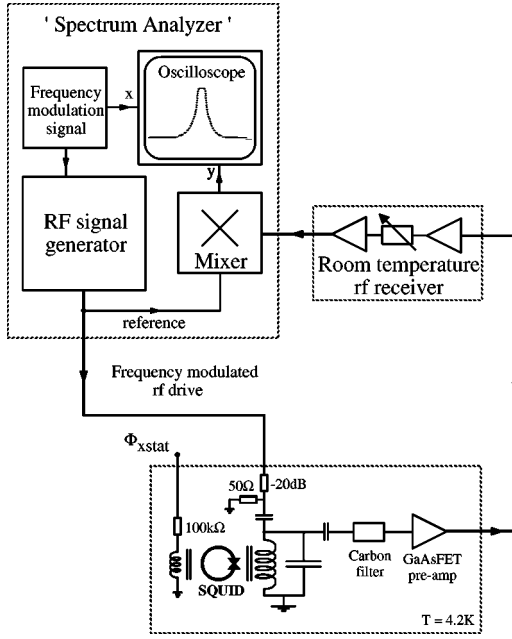 ' Spectrum Analyzer '
Frequency
modulation
signal
x
Oscilloscope
y
RF signal
generator
Mixer
reference
Room temperature
rf receiver
Frequency modulated
rf drive
Φxstat
50Ω
-20dB
100kΩ
SQUID
Carbon
filter
GaAsFET
pre-amp
T = 4.2K